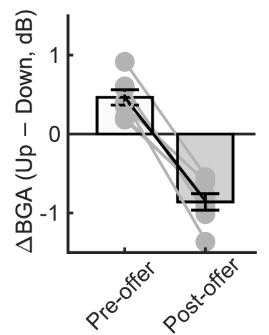 ΔBGA (Up − Down, dB)
1
0
-1
Pre-offer
Post-offer